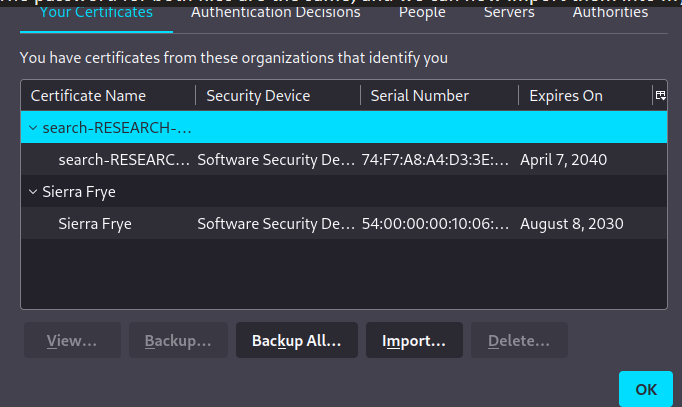 Your Certificates Authentication Decisions People Servers Authorities
You have certificates from these organizations that identify you
Certificate Name Security Device Serial Number Expires On
search-RESEARCH-...
search-RESEARC... Software Security De... 74:F7:A8:A4:D3:3E:... April 7, 2040
Sierra Frye
Sierra Frye Software Security De... 54:00:00:00:10:06:... August 8, 2030
View... Backup... Backup All... Import... Delete...
OK